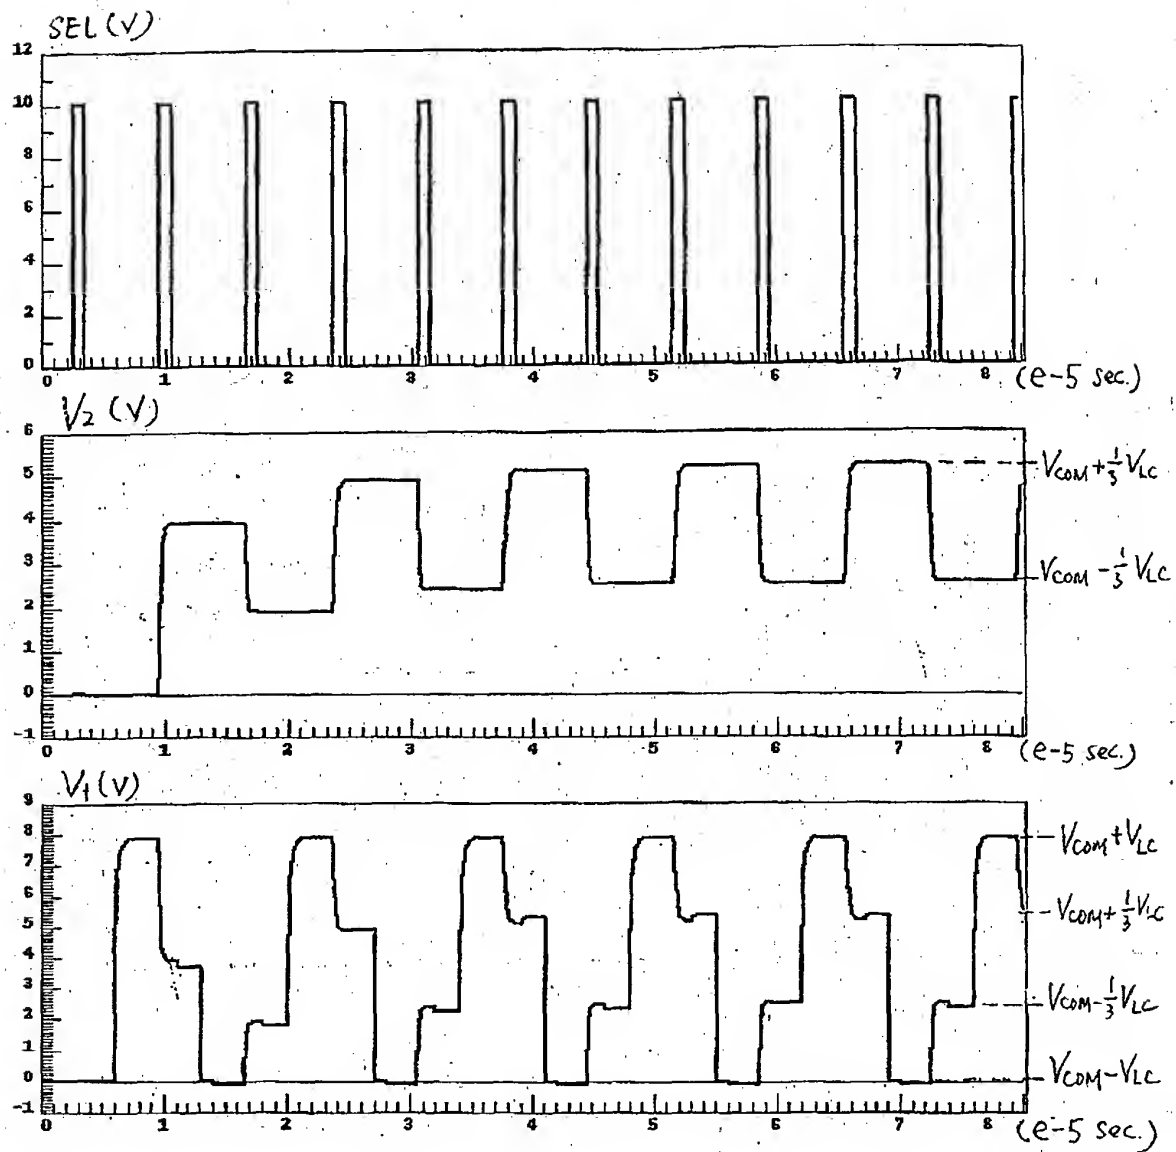 SEL (V)
12
10
8
6
4
2
0
0 1 2 3 4 5 6 7 8 (e-5 sec.)
V2 (V)
6
5
4
3
2
1
0
-1
VCOM + 1/3 VLC
VCOM - 1/3 VLC
0 1 2 3 4 5 6 7 8 (e-5 sec.)
V1 (V)
9
8
7
6
5
4
3
2
1
0
-1
VCOM + VLC
VCOM + 1/3 VLC
VCOM - 1/3 VLC
VCOM - VLC
0 1 2 3 4 5 6 7 8 (e-5 sec.)